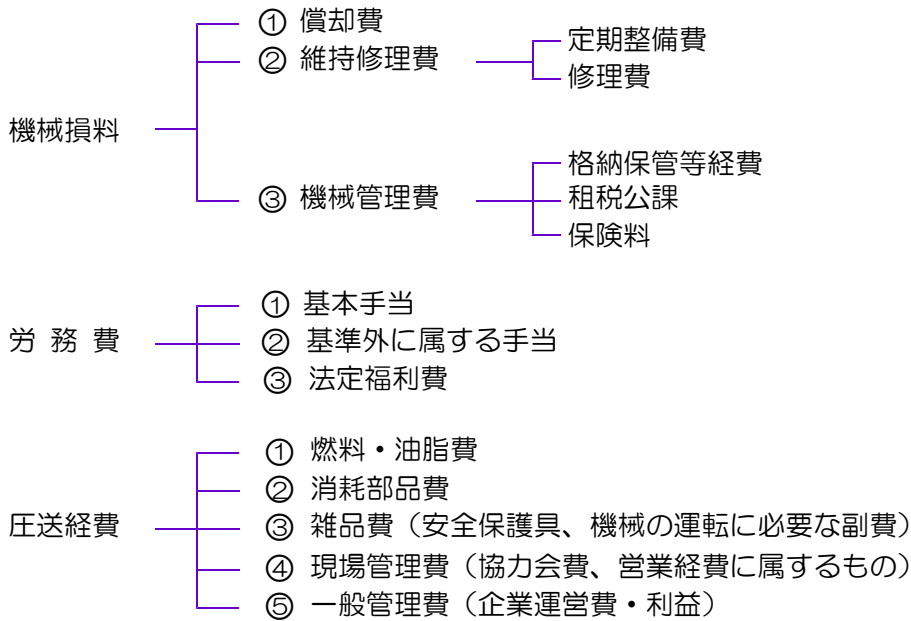 ① 償却費
② 維持修理費
定期整備費
修理費
機械損料
③ 機械管理費
格納保管等経費
租税公課
保険料
労務費
① 基本手当
② 基準外に属する手当
③ 法定福利費
圧送経費
① 燃料・油脂費
② 消耗部品費
③ 雑品費（安全保護具、機械の運転に必要な副費）
④ 現場管理費（協力会費、営業経費に属するもの）
⑤ 一般管理費（企業運営費・利益）